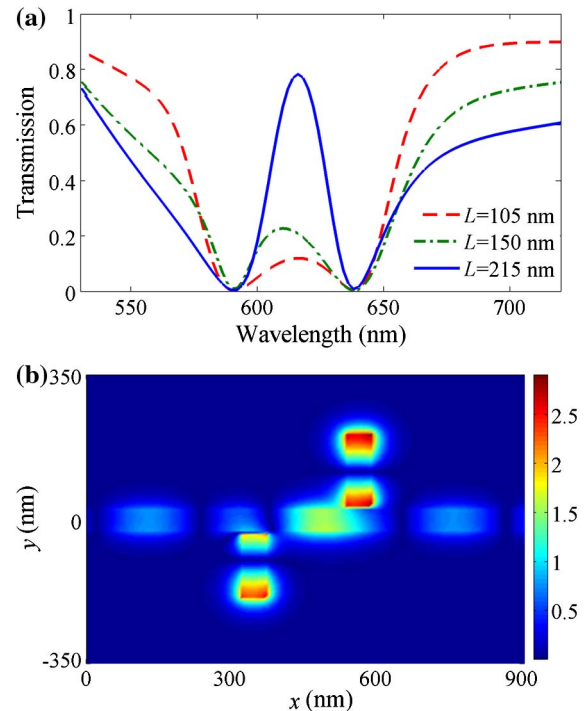 (a)
1
0.8
0.6
0.4
0.2
0
Transmission
L=105 nm
L=150 nm
L=215 nm
550 600 650 700
Wavelength (nm)
(b)
350
0
-350
y (nm)
2.5
2
1.5
1
0.5
0 300 600 900
x (nm)